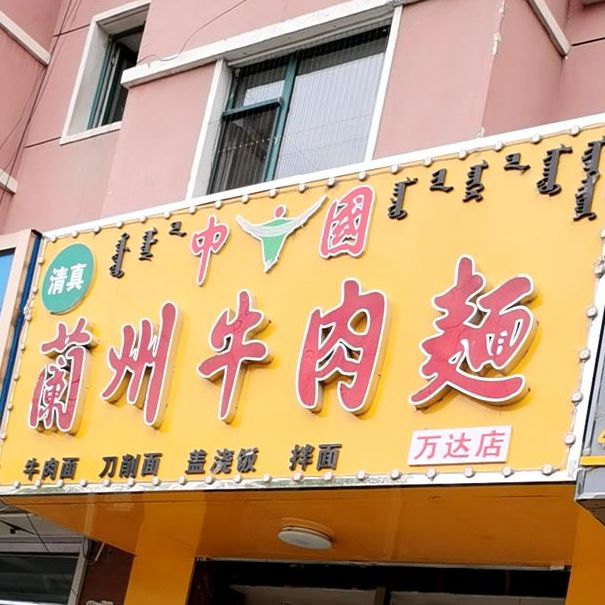 清真
中國
蘭州牛肉麵
牛肉面 刀削面 盖浇饭 拌面
万达店